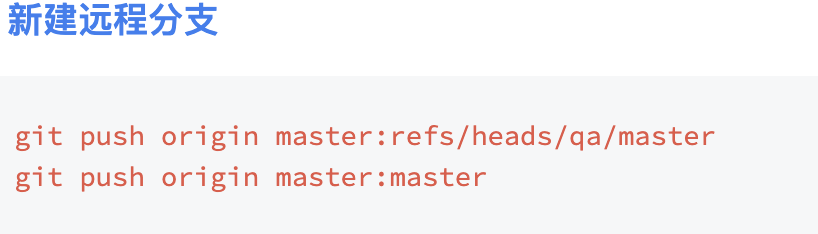 新建远程分支
git push origin master:refs/heads/qa/master
git push origin master:master